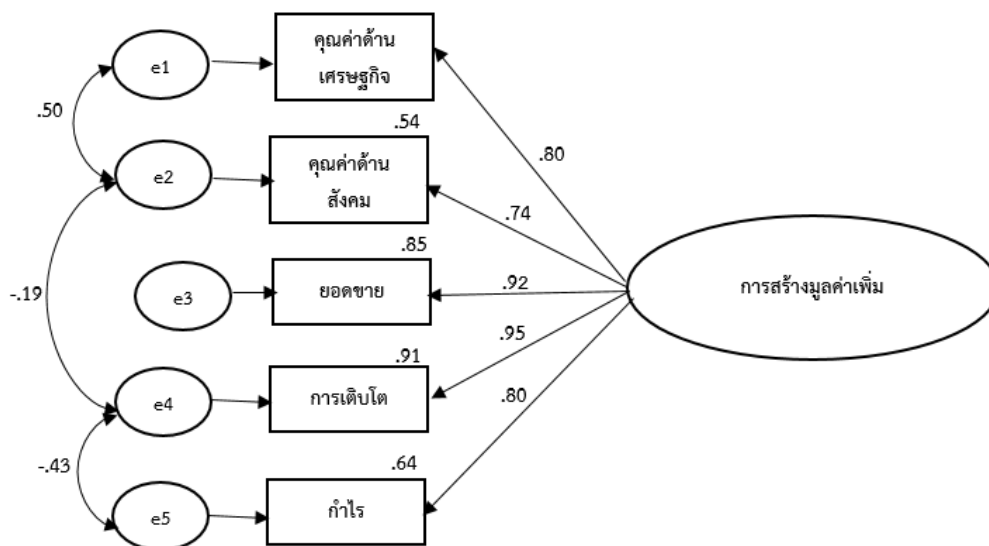 e1
คุณค่าด้าน
เศรษฐกิจ
.50
.54
.80
e2
คุณค่าด้าน
สังคม
.74
.85
-.19
e3
ยอดขาย
.92
การสร้างมูลค่าเพิ่ม
.95
.91
e4
การเติบโต
.80
-.43
.64
e5
กำไร